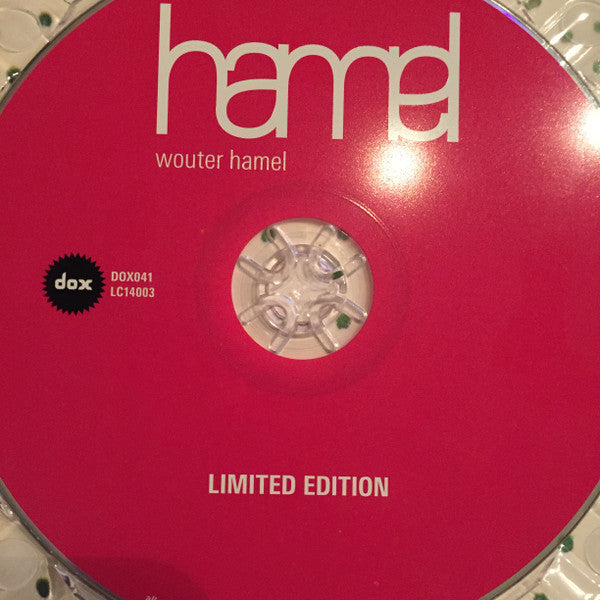 hamel
wouter hamel
dox
DOX041
LC14003
LIMITED EDITION